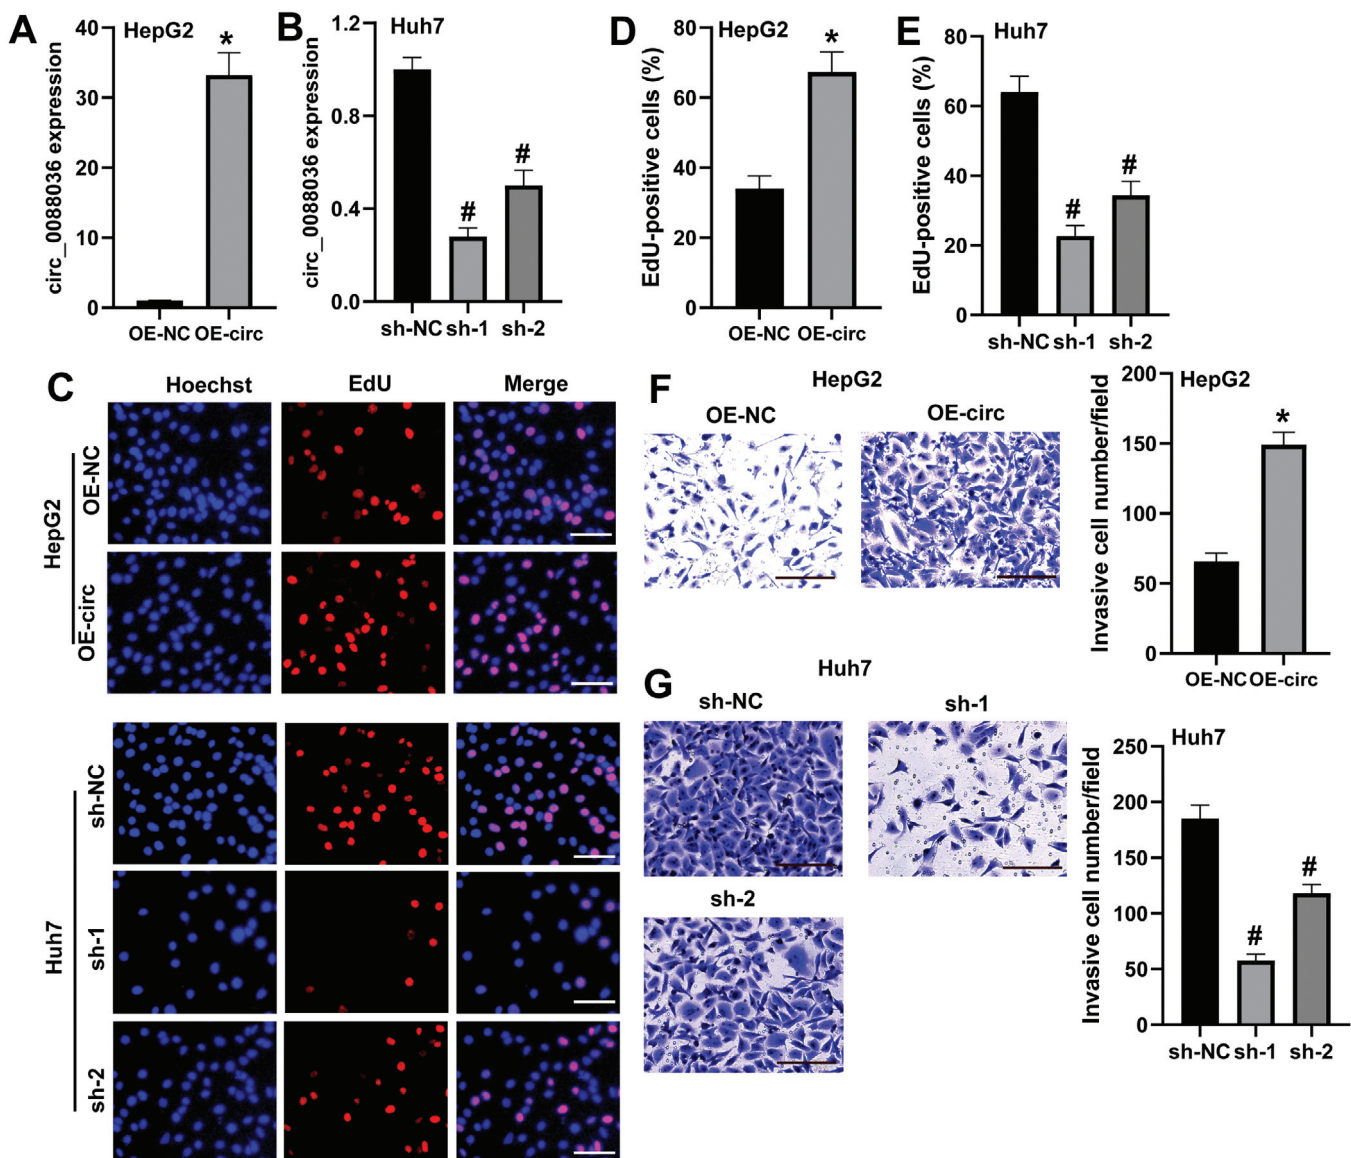 A
HepG2
circ_0088036 expression
40
30
20
10
0
*
OE-NC OE-circ
B
Huh7
circ_0088036 expression
1.2
0.8
0.4
0.0
#
#
sh-NC sh-1 sh-2
D
HepG2
EdU-positive cells (%)
80
60
40
20
0
*
OE-NC OE-circ
E
Huh7
EdU-positive cells (%)
80
60
40
20
0
#
#
sh-NC sh-1 sh-2
C
Hoechst EdU Merge
HepG2
OE-NC
OE-circ
Huh7
sh-NC
sh-1
sh-2
F
HepG2
OE-NC OE-circ
HepG2
Invasive cell number/field
200
150
100
50
0
*
OE-NC OE-circ
G
Huh7
sh-NC sh-1
sh-2
Huh7
Invasive cell number/field
250
200
150
100
50
0
#
#
sh-NC sh-1 sh-2